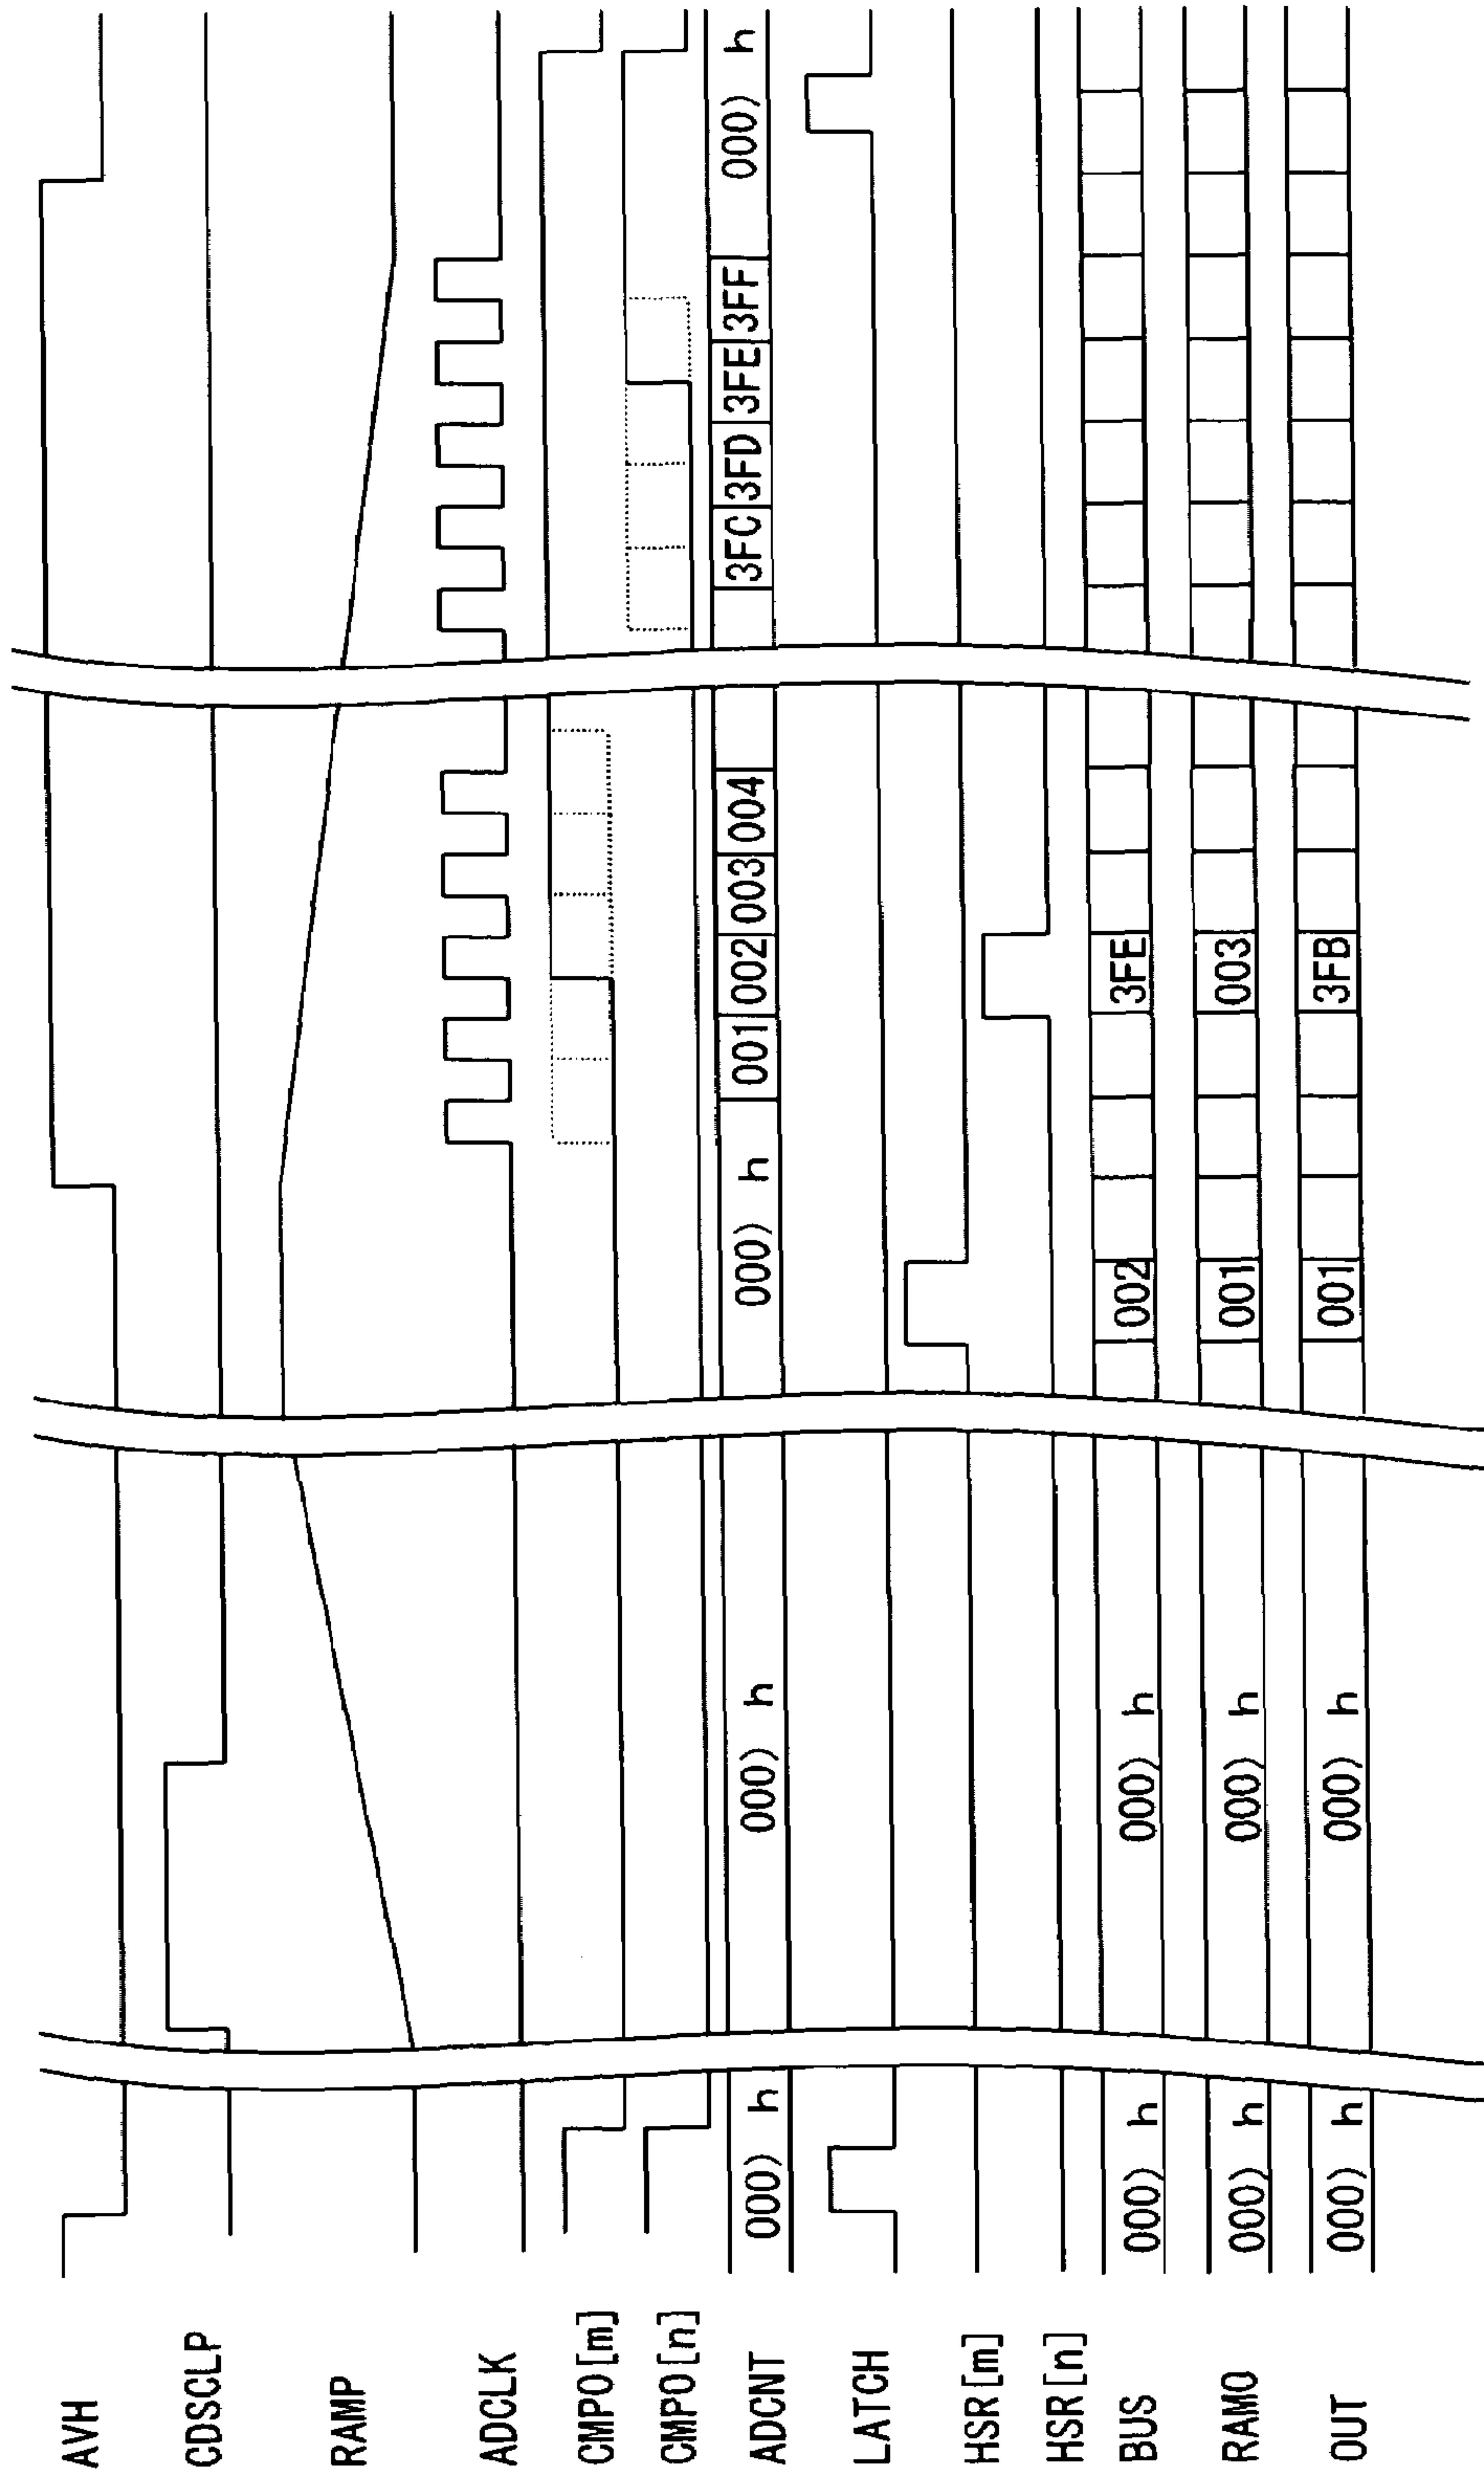 AVH
CDSCLP
RAMP
ADCLK
CMPO[m]
CMPO[n]
ADCNT 000) h 000) h 000) h 001 002 003 004 3FC 3FD 3FE 3FF 000) h
LATCH
HSR[m]
HSR[n]
BUS 000) h 000) h 002 3FE
RAMO 000) h 000) h 001 003
OUT 000) h 000) h 001 3FB